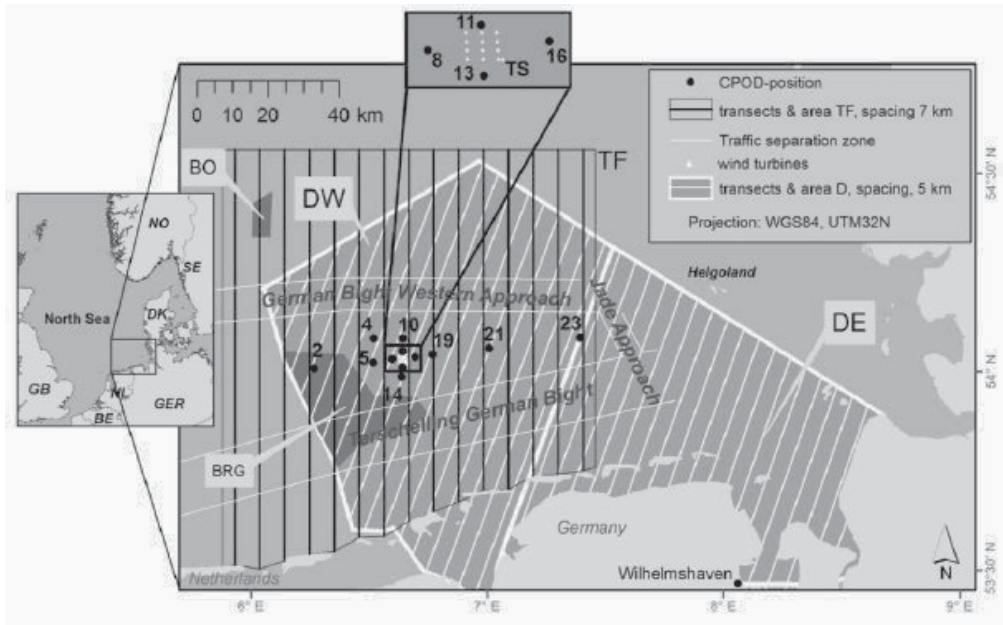 11
8
16
13
TS
0 10 20 40 km
CPOD-position
transects & area TF, spacing 7 km
Traffic separation zone
wind turbines
transects & area D, spacing, 5 km
Projection: WGS84, UTM32N
BO
TF
DW
54°30' N
NO
SE
North Sea
DK
GB
NL
GER
BE
Helgoland
German Bight Western Approach
Jade Approach
DE
4
10
23
2
5
19
21
54° N
14
Terschelling German Bight
BRG
Germany
Wilhelmshaven
N
Netherlands
53°30' N
6° E
7° E
8° E
9° E